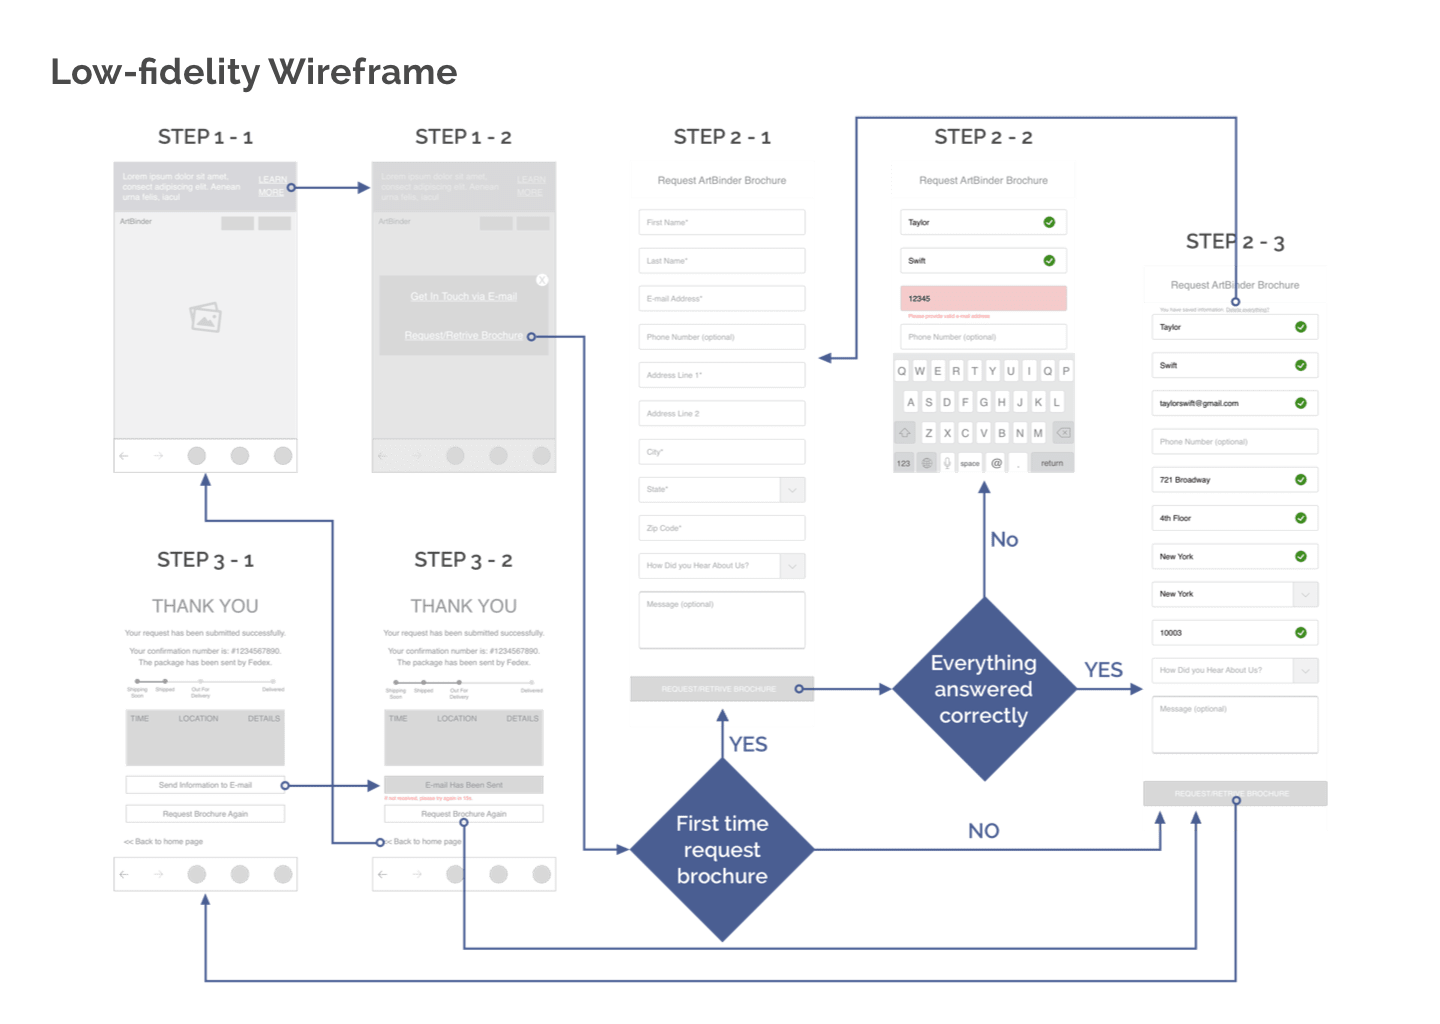 Low-fidelity Wireframe
STEP 1 - 1
Lorem ipsum dolor sit amet,
consect adipiscing elit. Aenean
urna felis, iacul
LEARN
MORE
ArtBinder
STEP 1 - 2
Lorem ipsum dolor sit amet,
consect adipiscing elit. Aenean
urna felis, iacul
LEARN
MORE
ArtBinder
X
Get In Touch via E-mail
Request/Retrive Brochure
STEP 2 - 1
Request ArtBinder Brochure
First Name*
Last Name*
E-mail Address*
Phone Number (optional)
Address Line 1*
Address Line 2
City*
State*
Zip Code*
How Did you Hear About Us?
Message (optional)
REQUEST/RETRIVE BROCHURE
STEP 2 - 2
Request ArtBinder Brochure
Taylor
Swift
12345
Please provide valid e-mail address
Phone Number (optional)
Q W E R T Y U I Q P
A S D F G H J K L
Z X C V B N M
123 space @ . return
STEP 2 - 3
Request ArtBinder Brochure
You have saved information. Delete everything?
Taylor
Swift
taylorswift@gmail.com
Phone Number (optional)
721 Broadway
4th Floor
New York
New York
10003
How Did you Hear About Us?
Message (optional)
REQUEST/RETRIVE BROCHURE
No
Everything
answered
correctly
YES
YES
First time
request
brochure
NO
STEP 3 - 1
THANK YOU
Your request has been submitted successfully.
Your confirmation number is: #1234567890.
The package has been sent by Fedex.
Shipping
Soon
Shipped
Out For
Delivery
Delivered
TIME LOCATION DETAILS
Send Information to E-mail
Request Brochure Again
<< Back to home page
STEP 3 - 2
THANK YOU
Your request has been submitted successfully.
Your confirmation number is: #1234567890.
The package has been sent by Fedex.
Shipping
Soon
Shipped
Out For
Delivery
Delivered
TIME LOCATION DETAILS
E-mail Has Been Sent
If not received, please try again in 10s.
Request Brochure Again
<< Back to home page